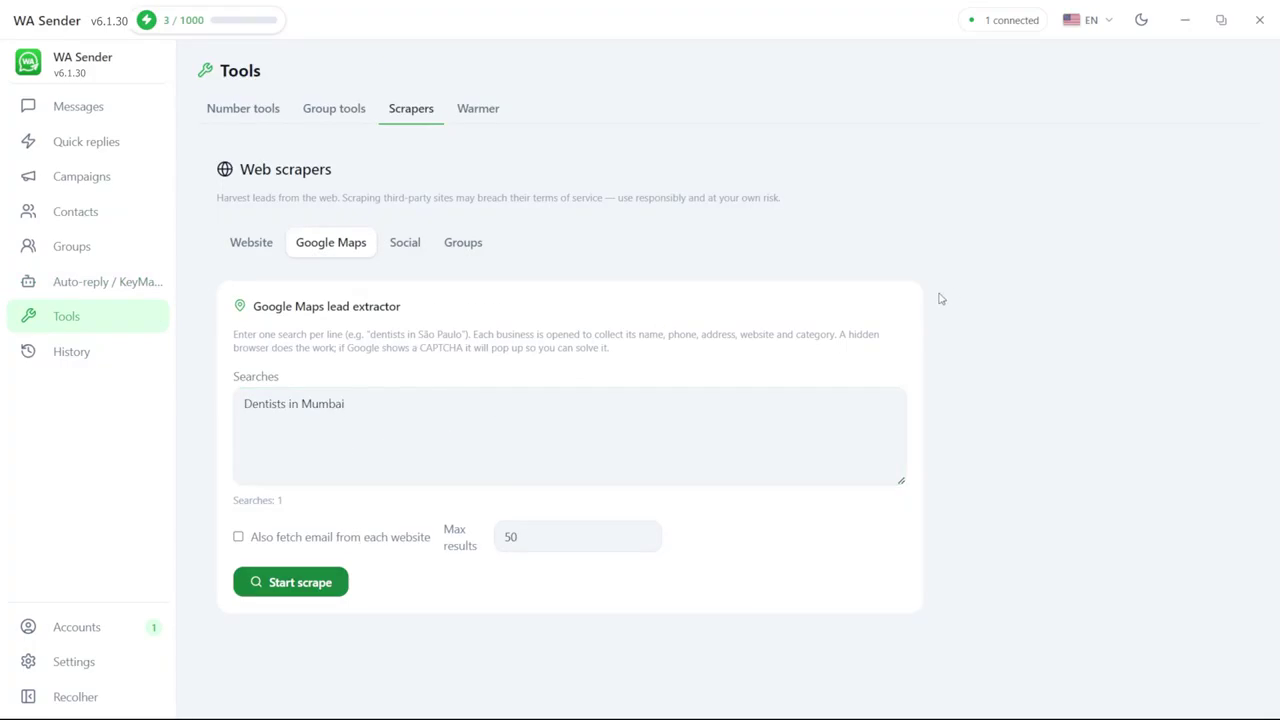 WA Sender v6.1.30 3 / 1000 1 connected EN
WA Sender
v6.1.30
Messages
Quick replies
Campaigns
Contacts
Groups
Auto-reply / KeyMa...
Tools
History
Accounts 1
Settings
Recolher
Tools
Number tools Group tools Scrapers Warmer
Web scrapers
Harvest leads from the web. Scraping third-party sites may breach their terms of service — use responsibly and at your own risk.
Website Google Maps Social Groups
Google Maps lead extractor
Enter one search per line (e.g. "dentists in São Paulo"). Each business is opened to collect its name, phone, address, website and category. A hidden
browser does the work; if Google shows a CAPTCHA it will pop up so you can solve it.
Searches
Dentists in Mumbai
Searches: 1
Also fetch email from each website Max results 50
Start scrape